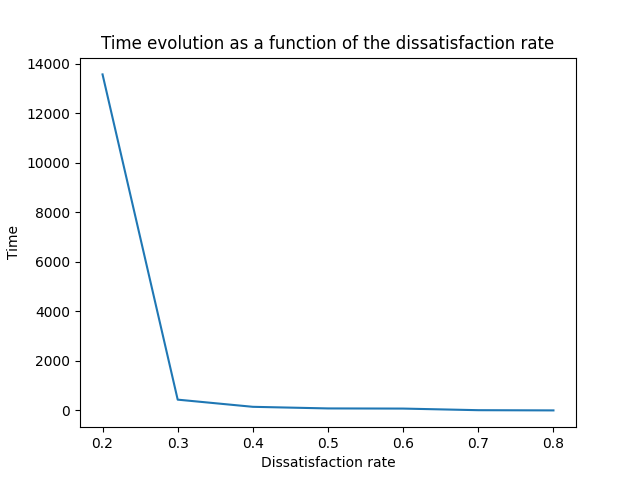 Time evolution as a function of the dissatisfaction rate
14000
12000
10000
8000
6000
4000
2000
0
Time
0.2 0.3 0.4 0.5 0.6 0.7 0.8
Dissatisfaction rate